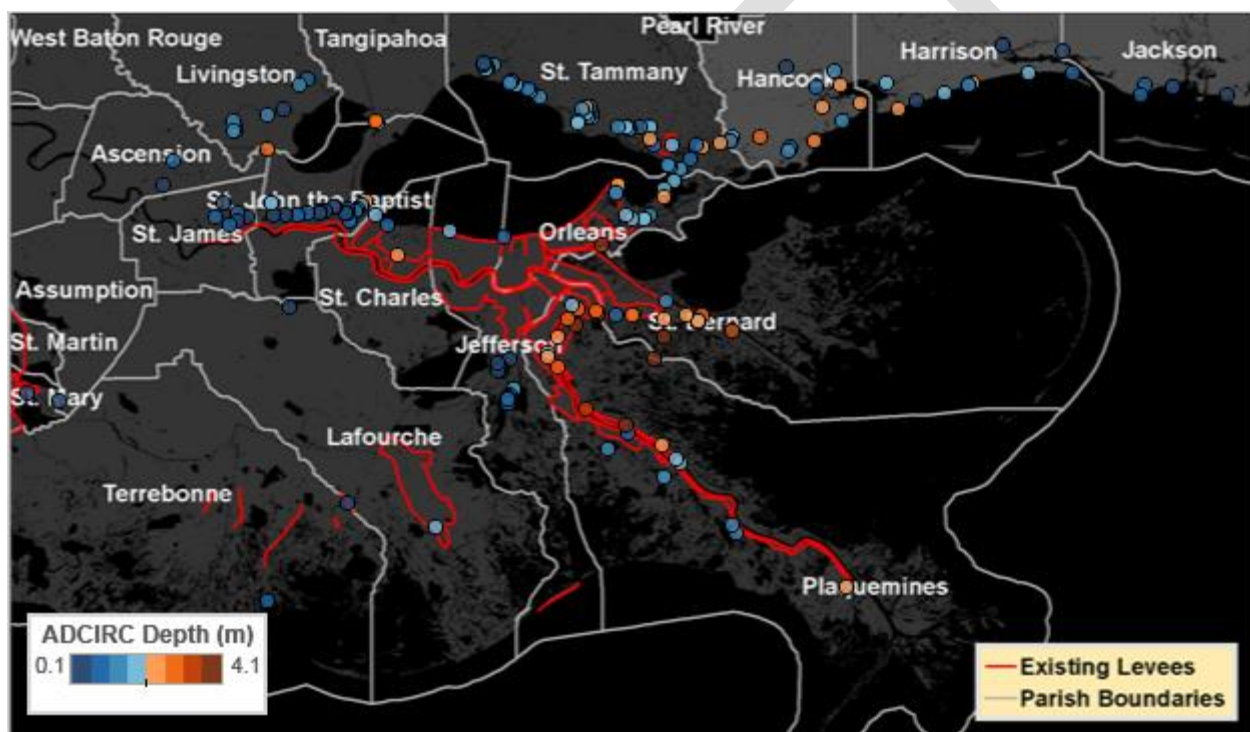 Pearl River
West Baton Rouge
Tangipahoa
Harrison
Jackson
Livingston
St. Tammany
Hancock
Ascension
St. John the Baptist
St. James
Orleans
Assumption
St. Charles
St. Bernard
St. Martin
Jefferson
St. Mary
Lafourche
Terrebonne
Plaquemines
ADCIRC Depth (m)
0.1 4.1
Existing Levees
Parish Boundaries